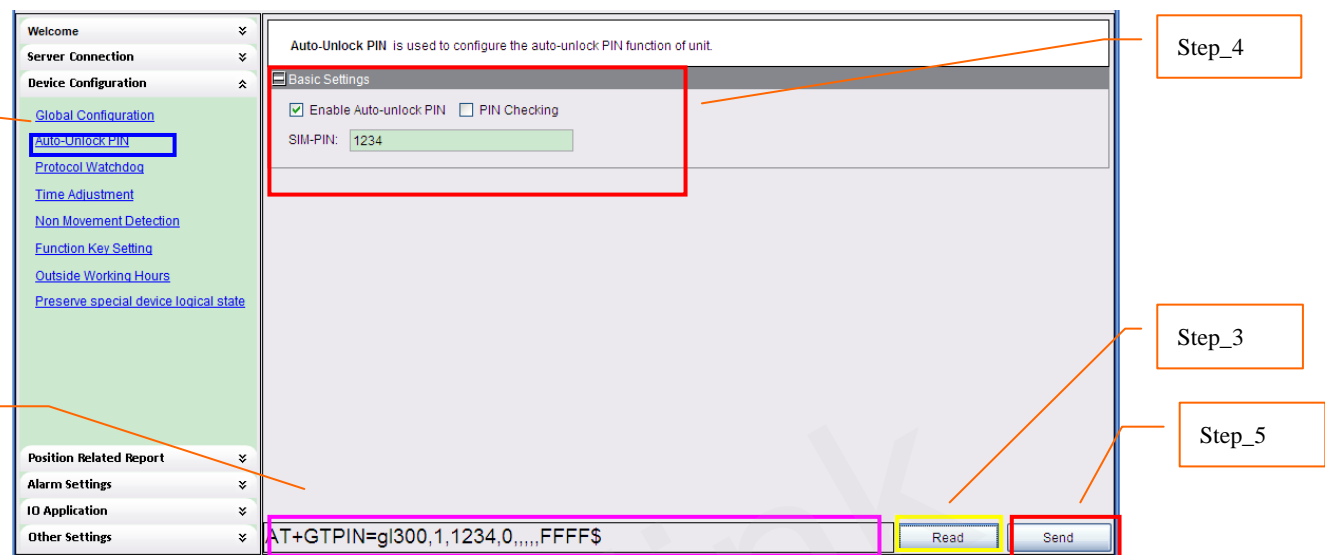 Welcome
Server Connection
Device Configuration
Global Configuration
Auto-Unlock PIN
Protocol Watchdog
Time Adjustment
Non Movement Detection
Function Key Setting
Outside Working Hours
Preserve special device logical state
Position Related Report
Alarm Settings
IO Application
Other Settings
Auto-Unlock PIN is used to configure the auto-unlock PIN function of unit.
Basic Settings
Enable Auto-unlock PIN PIN Checking
SIM-PIN: 1234
AT+GTPIN=gl300,1,1234,0,,,,,FFFF$
Read
Send
Step_4
Step_3
Step_5